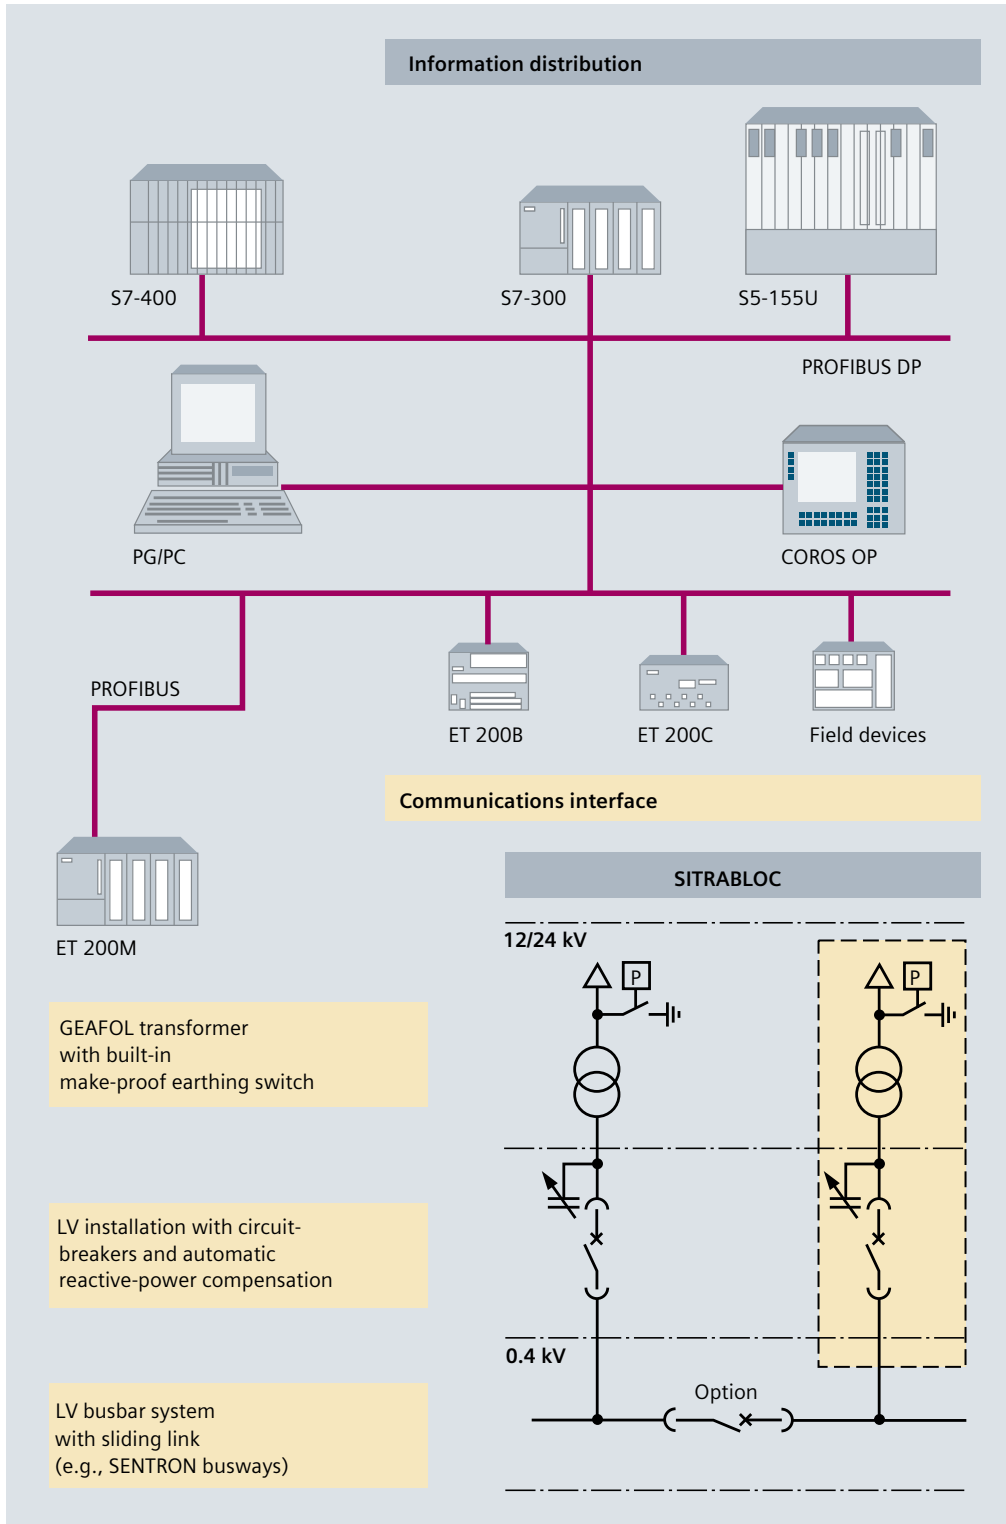 Information distribution
S7-400
S7-300
S5-155U
PROFIBUS DP
PG/PC
COROS OP
PROFIBUS
ET 200B
ET 200C
Field devices
Communications interface
ET 200M
SITRABLOC
12/24 kV
P
P
GEAFOL transformer
with built-in
make-proof earthing switch
LV installation with circuit-
breakers and automatic
reactive-power compensation
0.4 kV
Option
LV busbar system
with sliding link
(e.g., SENTRON busways)